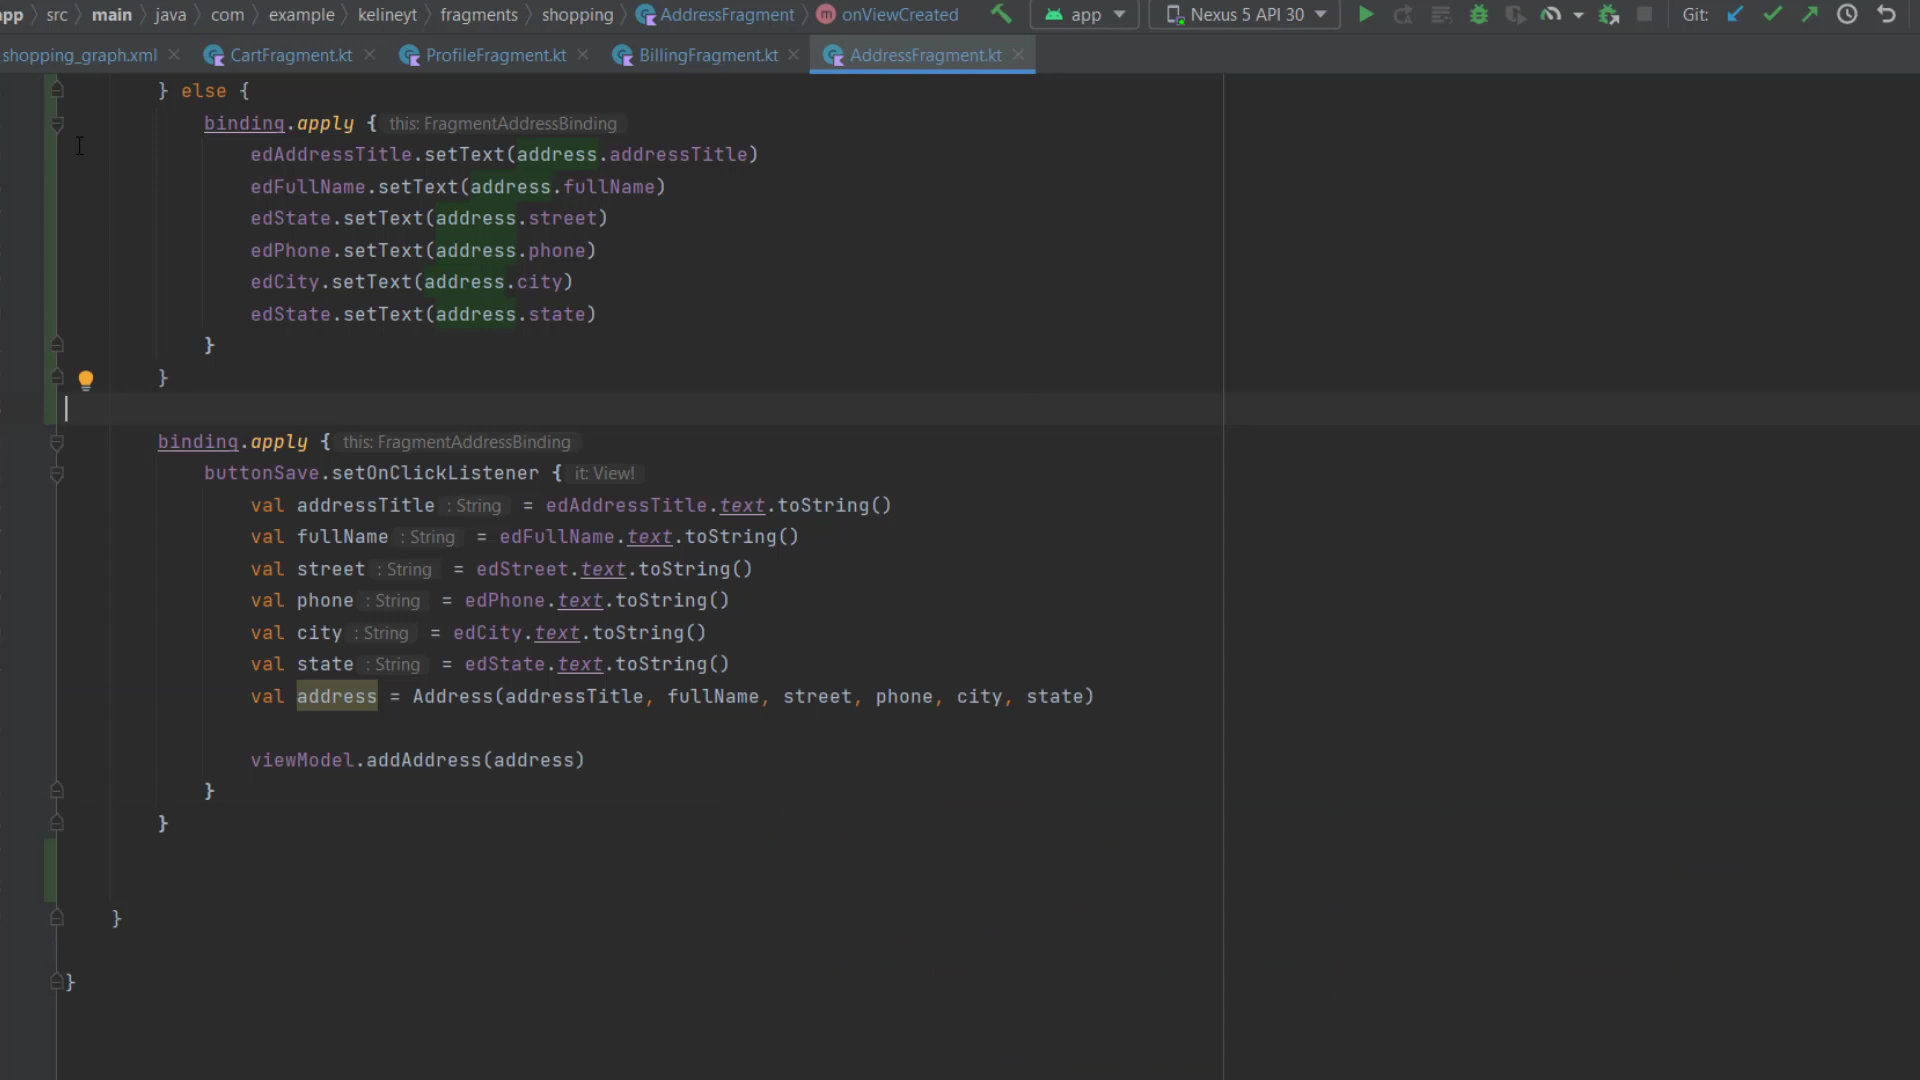 app src main java com example kelineyt fragments shopping AddressFragment onViewCreated app Nexus 5 API 30 Git:
shopping_graph.xml CartFragment.kt ProfileFragment.kt BillingFragment.kt AddressFragment.kt
} else {
binding.apply { this: FragmentAddressBinding
edAddressTitle.setText(address.addressTitle)
edFullName.setText(address.fullName)
edState.setText(address.street)
edPhone.setText(address.phone)
edCity.setText(address.city)
edState.setText(address.state)
}
}
binding.apply { this: FragmentAddressBinding
buttonSave.setOnClickListener { it: View!
val addressTitle : String = edAddressTitle.text.toString()
val fullName : String = edFullName.text.toString()
val street : String = edStreet.text.toString()
val phone : String = edPhone.text.toString()
val city : String = edCity.text.toString()
val state : String = edState.text.toString()
val address = Address(addressTitle, fullName, street, phone, city, state)
viewModel.addAddress(address)
}
}
}
}